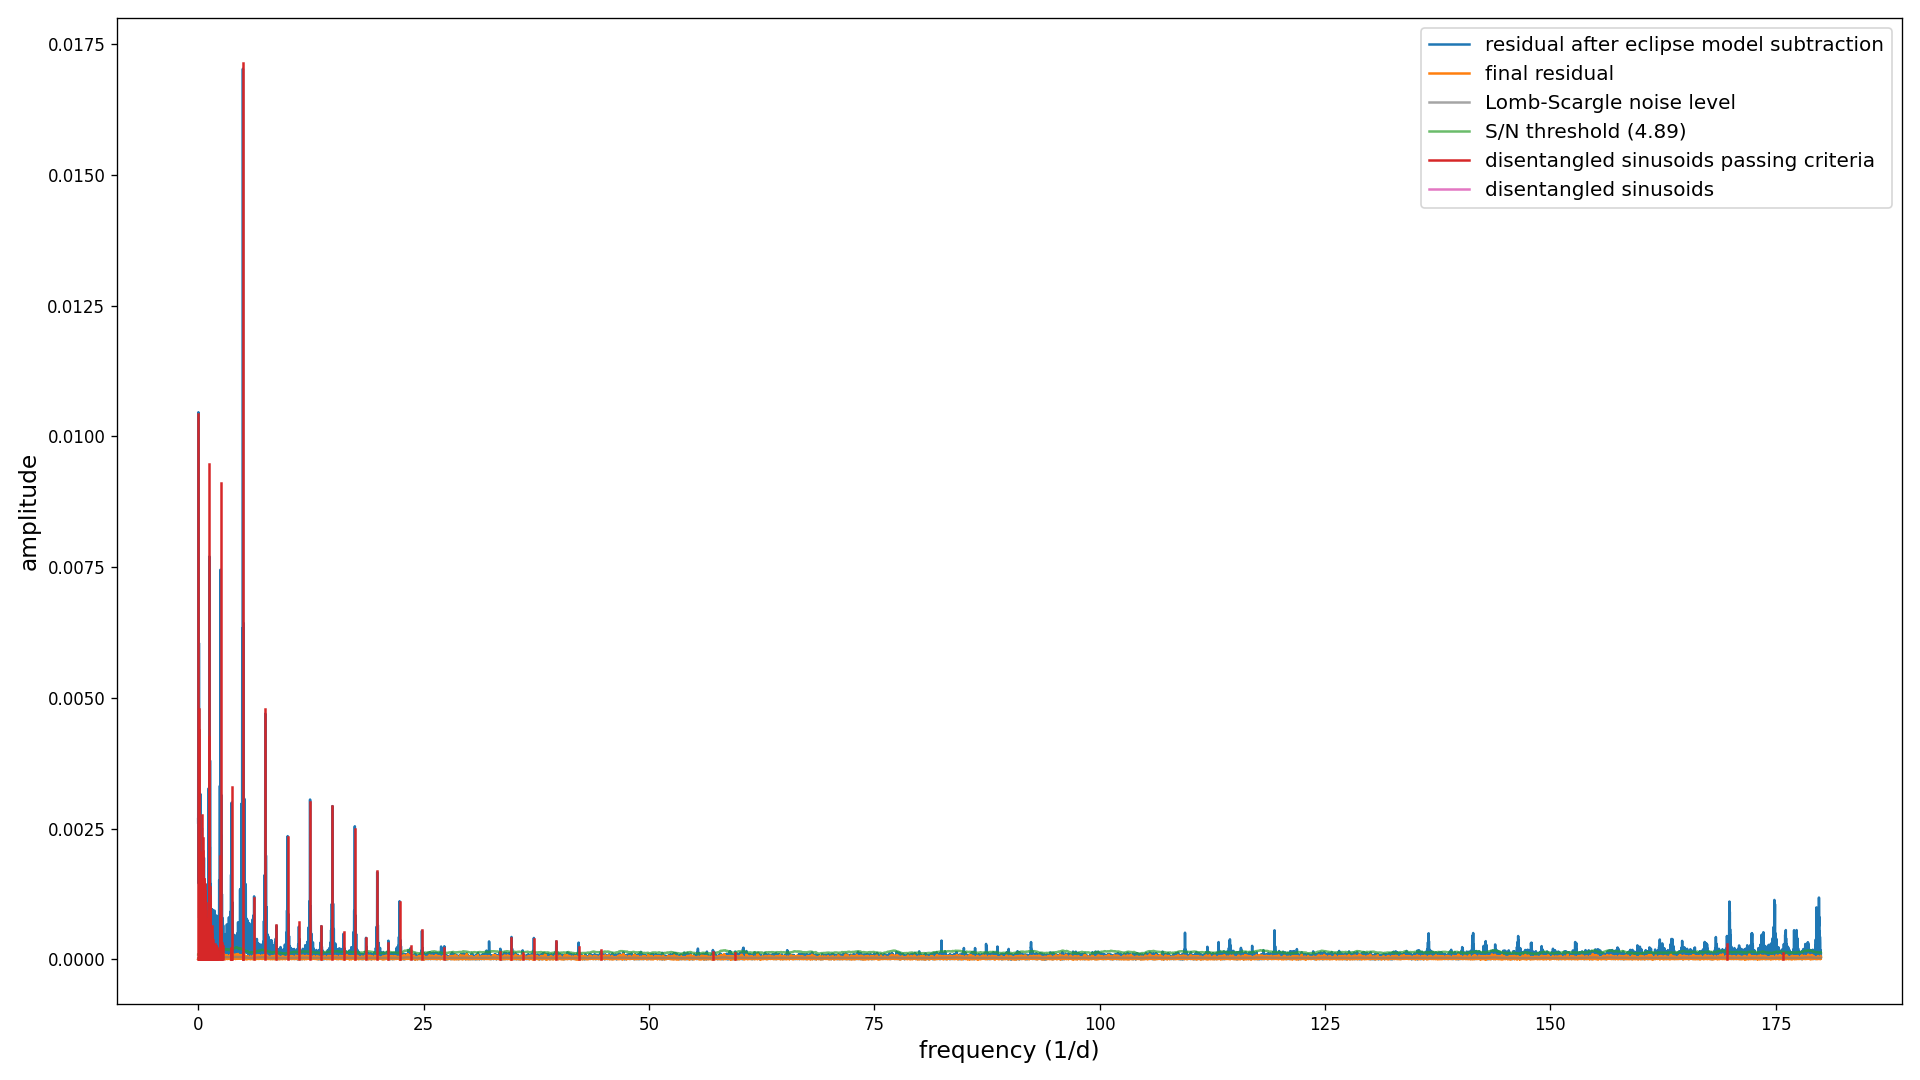 0.0175
0.0150
0.0125
0.0100
0.0075
0.0050
0.0025
0.0000
amplitude
0
25
50
75
100
125
150
175
frequency (1/d)
residual after eclipse model subtraction
final residual
Lomb-Scargle noise level
S/N threshold (4.89)
disentangled sinusoids passing criteria
disentangled sinusoids